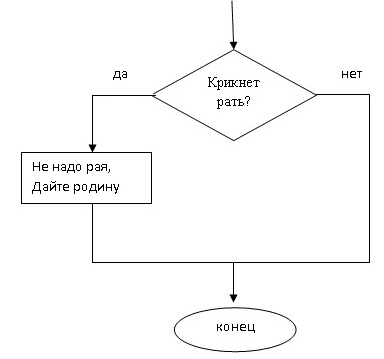 да
Крикнет
рать?
нет
Не надо рая,
Дайте родину
конец